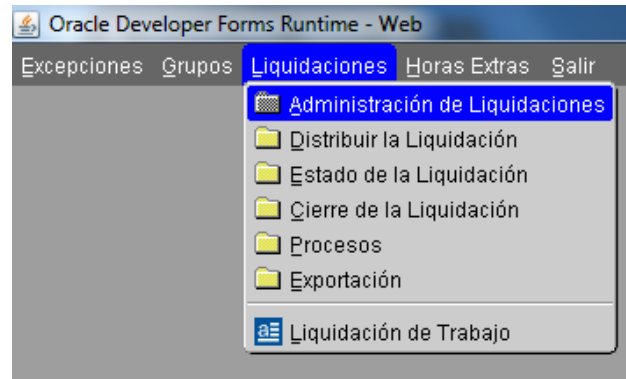 Oracle Developer Forms Runtime - Web
Excepciones Grupos Liquidaciones Horas Extras Salir
Administración de Liquidaciones
Distribuir la Liquidación
Estado de la Liquidación
Cierre de la Liquidación
Procesos
Exportación
Liquidación de Trabajo